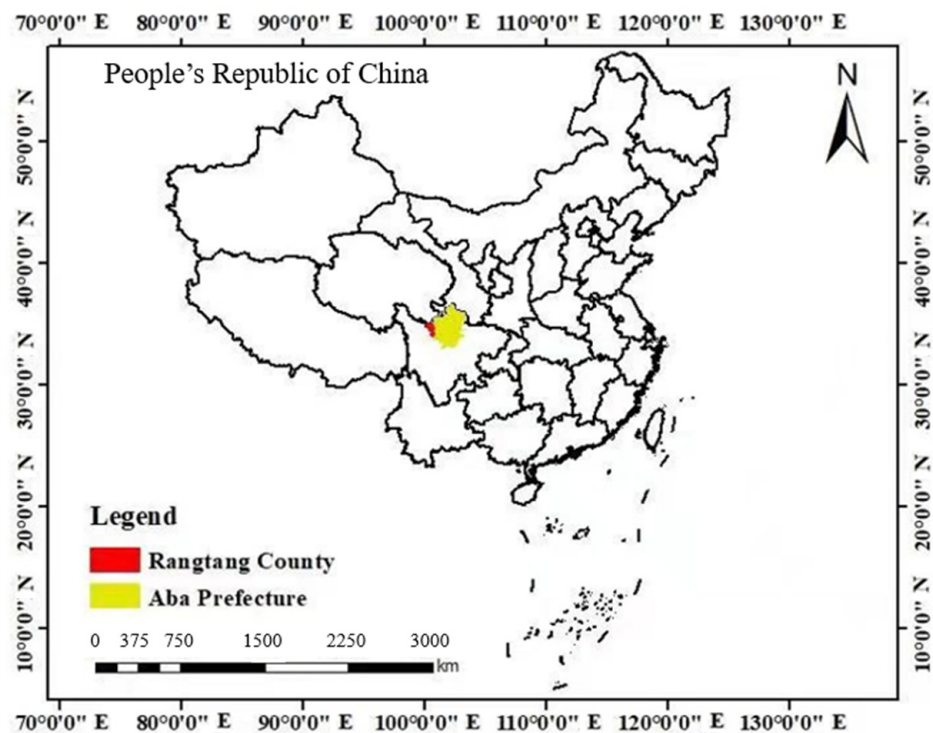 70°0'0" E 80°0'0" E 90°0'0" E 100°0'0" E 110°0'0" E 120°0'0" E 130°0'0" E
People’s Republic of China
N
50°0'0" N
40°0'0" N
30°0'0" N
20°0'0" N
10°0'0" N
50°0'0" N
40°0'0" N
30°0'0" N
20°0'0" N
10°0'0" N
Legend
Rangtang County
Aba Prefecture
0 375 750 1500 2250 3000
km
70°0'0" E 80°0'0" E 90°0'0" E 100°0'0" E 110°0'0" E 120°0'0" E 130°0'0" E